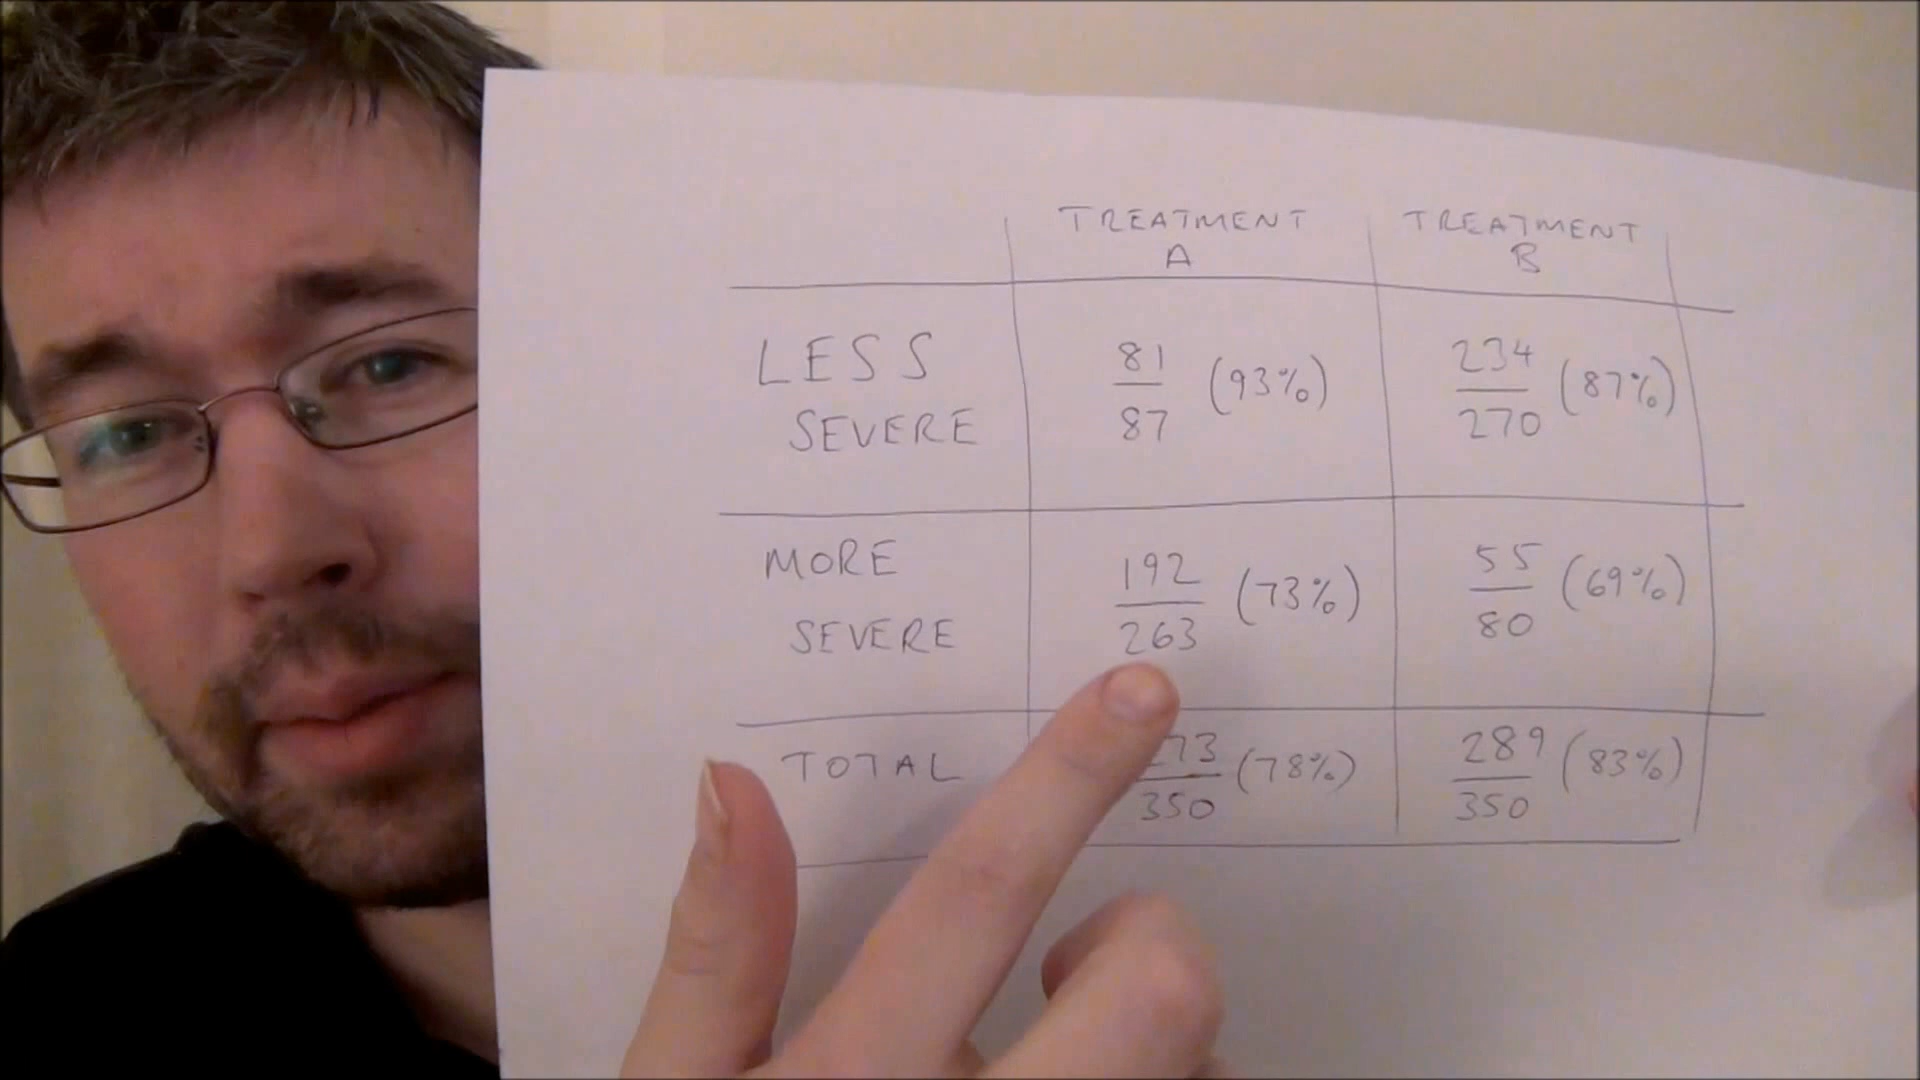 TREATMENT A
TREATMENT B
LESS SEVERE
81/87 (93%)
234/270 (87%)
MORE SEVERE
192/263 (73%)
55/80 (69%)
TOTAL
73/350 (78%)
289/350 (83%)